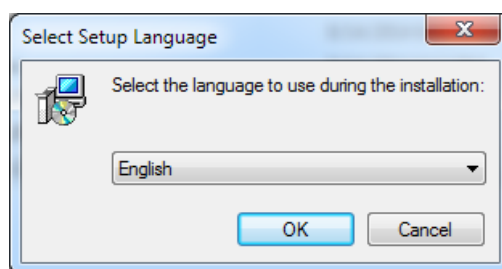 Select Setup Language
Select the language to use during the installation:
English
OK
Cancel